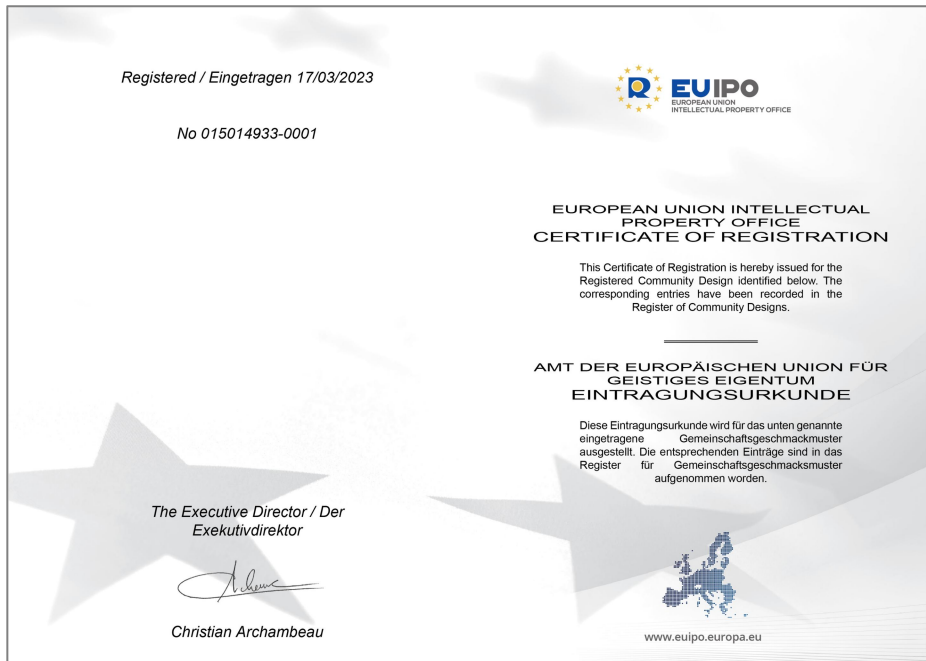 Registered / Eingetragen 17/03/2023
No 015014933-0001
The Executive Director / Der
Exekutivdirektor
Christian Archambeau
R
EUIPO
EUROPEAN UNION
INTELLECTUAL PROPERTY OFFICE
EUROPEAN UNION INTELLECTUAL
PROPERTY OFFICE
CERTIFICATE OF REGISTRATION
This Certificate of Registration is hereby issued for the
Registered Community Design identified below. The
corresponding entries have been recorded in the
Register of Community Designs.
AMT DER EUROPÄISCHEN UNION FÜR
GEISTIGES EIGENTUM
EINTRAGUNGSURKUNDE
Diese Eintragungsurkunde wird für das unten genannte
eingetragene Gemeinschaftsgeschmackmuster
ausgestellt. Die entsprechenden Einträge sind in das
Register für Gemeinschaftsgeschmacksmuster
aufgenommen worden.
www.euipo.europa.eu